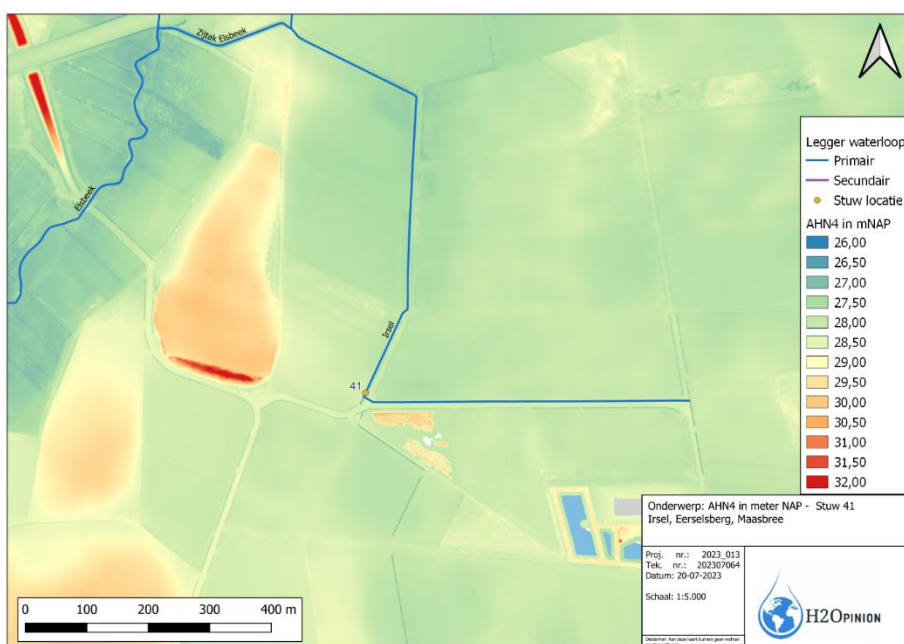 Zijtak Elsbeek
Elsbeek
Irsel
41
Legger waterloop
Primair
Secundair
Stuw locatie
AHN4 in mNAP
26,00
26,50
27,00
27,50
28,00
28,50
29,00
29,50
30,00
30,50
31,00
31,50
32,00
Onderwerp: AHN4 in meter NAP - Stuw 41
Irsel, Eerselsberg, Maasbree
Proj. nr.: 2023_013
Tek. nr.: 202307064
Datum: 20-07-2023
Schaal: 1:5.000
H2Opinion
0 100 200 300 400 m